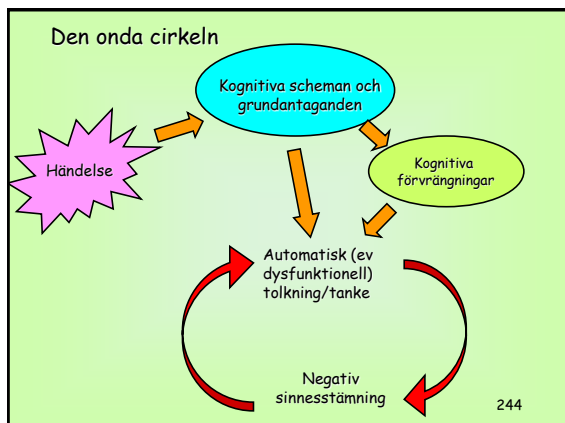 Den onda cirkeln
Kognitiva scheman och
grundantaganden
Händelse
Kognitiva
förvrängningar
Automatisk (ev
dysfunktionell)
tolkning/tanke
Negativ
sinnesstämning
244